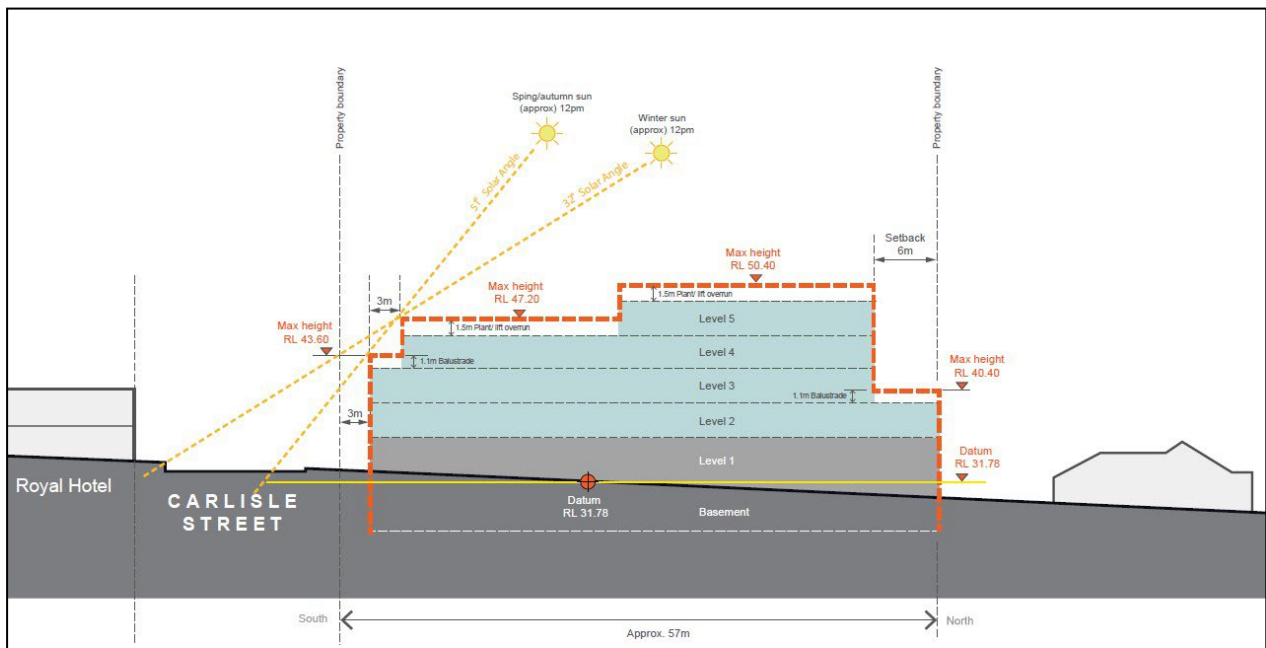 Property boundary
Sping/autumn sun
(approx) 12pm
Winter sun
(approx) 12pm
Property boundary
51° Solar Angle
32° Solar Angle
Setback
6m
Max height
RL 50.40
3m
Max height
RL 47.20
1.5m Plant/ lift overrun
Level 5
Max height
RL 43.60
1.5m Plant/ lift overrun
Level 4
1.1m Balustrade
Max height
RL 40.40
Level 3
1.1m Balustrade
3m
Level 2
Level 1
Datum
RL 31.78
Royal Hotel
CARLISLE
STREET
Datum
RL 31.78
Basement
South
North
Approx. 57m